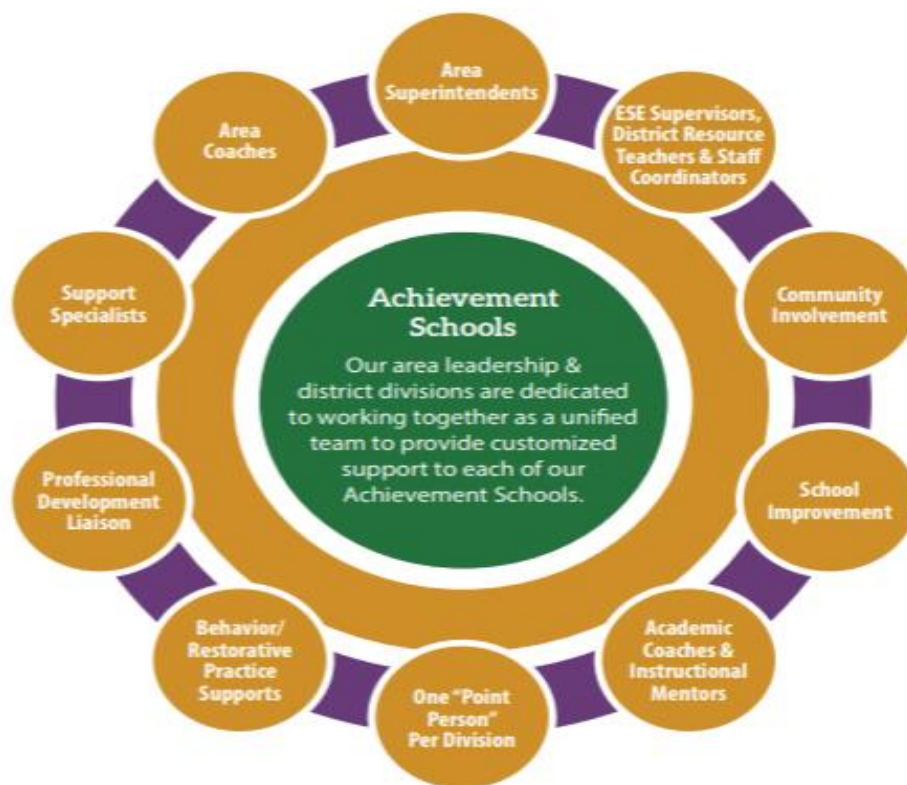 Area
Superintendents
ESE Supervisors,
District Resource
Teachers & Staff
Coordinators
Community
Involvement
School
Improvement
Academic
Coaches &
Instructional
Mentors
One “Point
Person”
Per Division
Behavior/
Restorative
Practice
Supports
Professional
Development
Liaison
Support
Specialists
Area
Coaches
Achievement
Schools
Our area leadership &
district divisions are dedicated
to working together as a unified
team to provide customized
support to each of our
Achievement Schools.